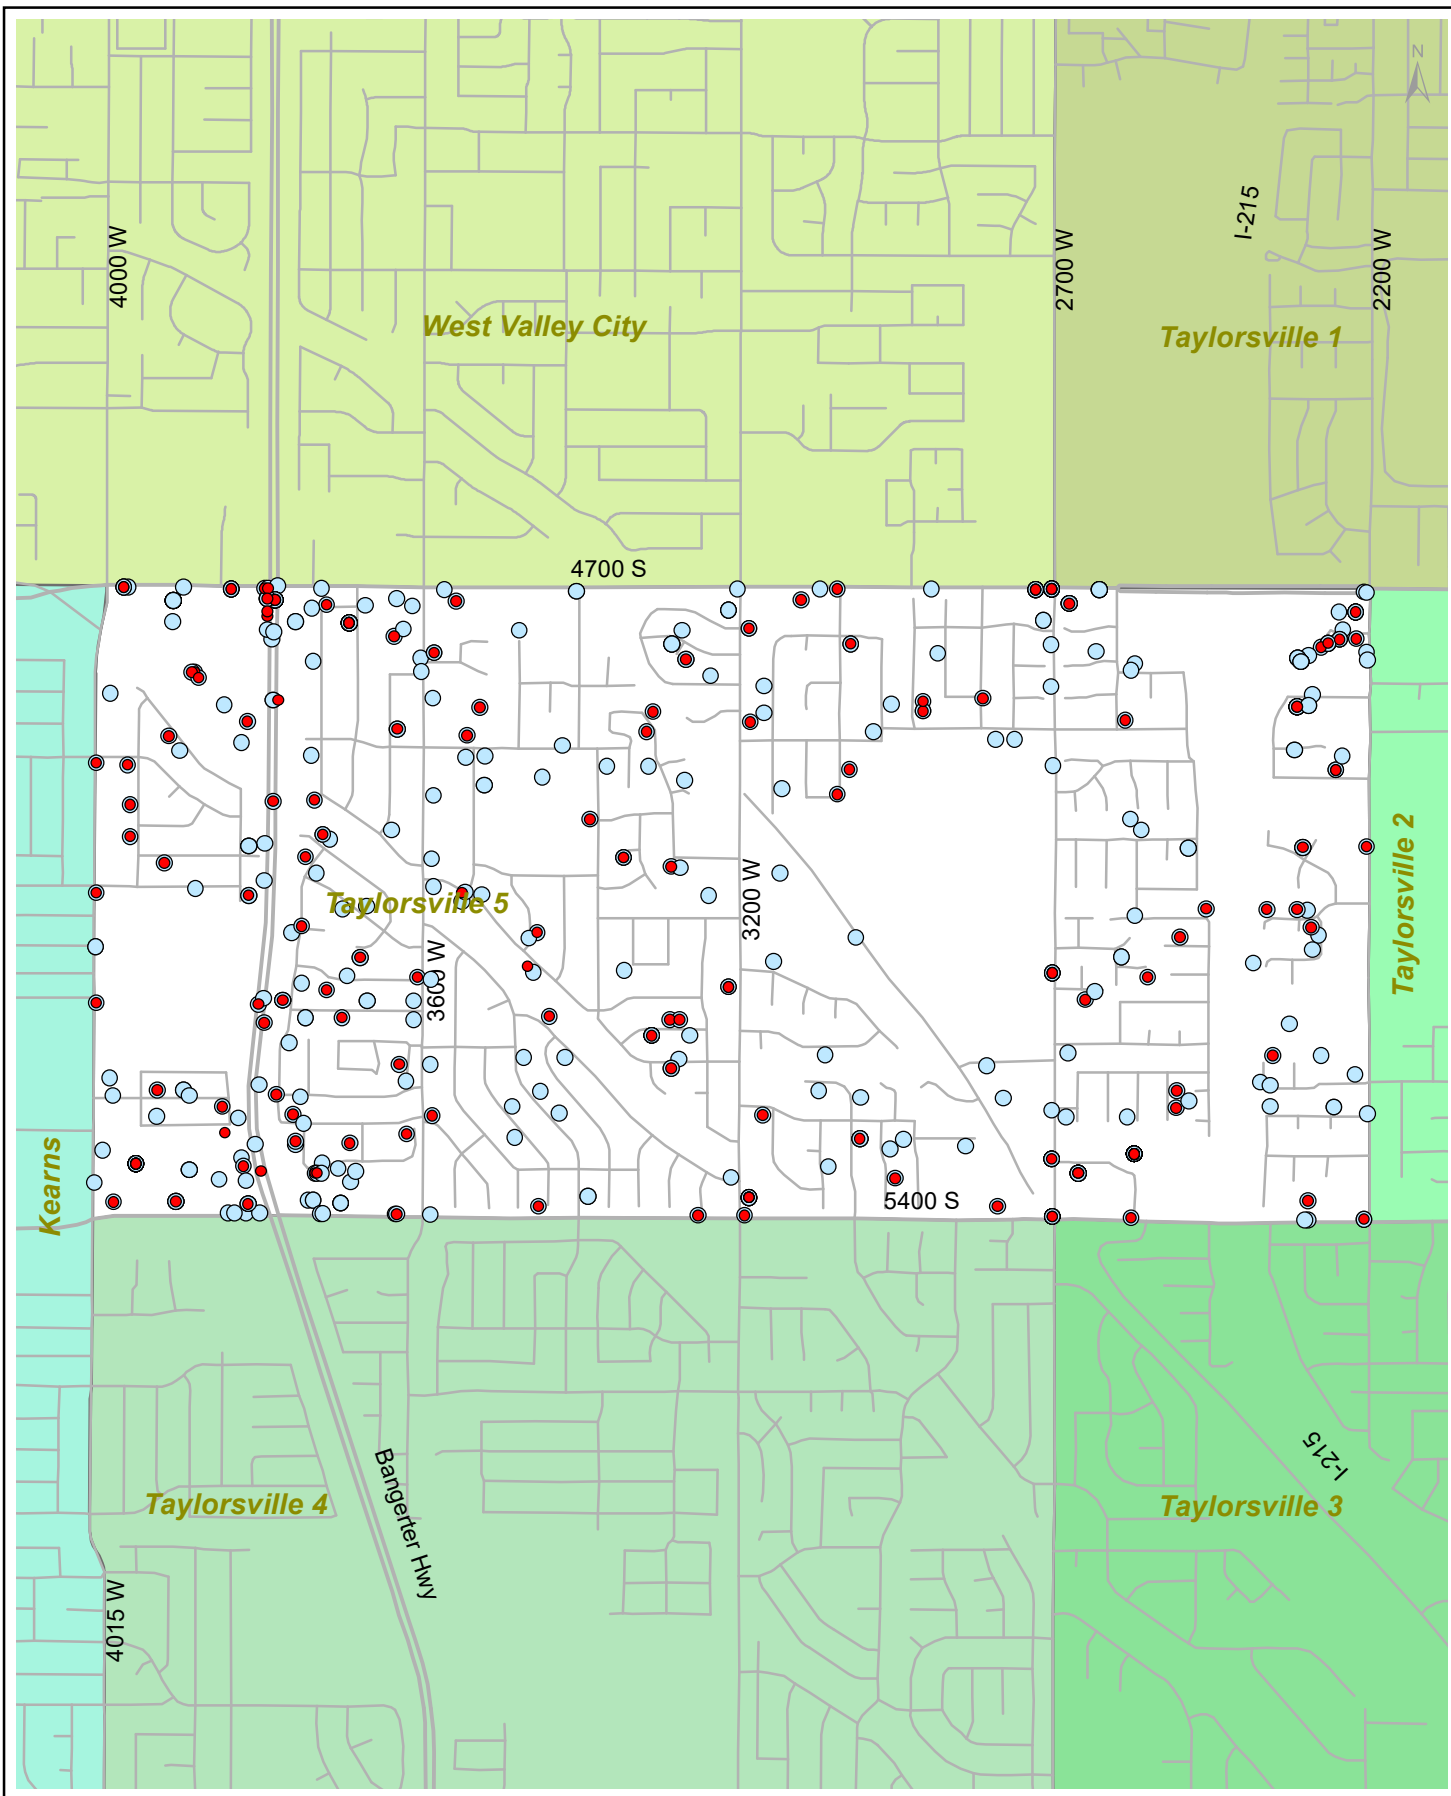 N
I-215
4000 W
2700 W
2200 W
West Valley City
Taylorsville 1
4700 S
Taylorsville 2
3200 W
Taylorsville 5
3600 W
Kearns
5400 S
I-215
Taylorsville 4
Bangerter Hwy
Taylorsville 3
4015 W